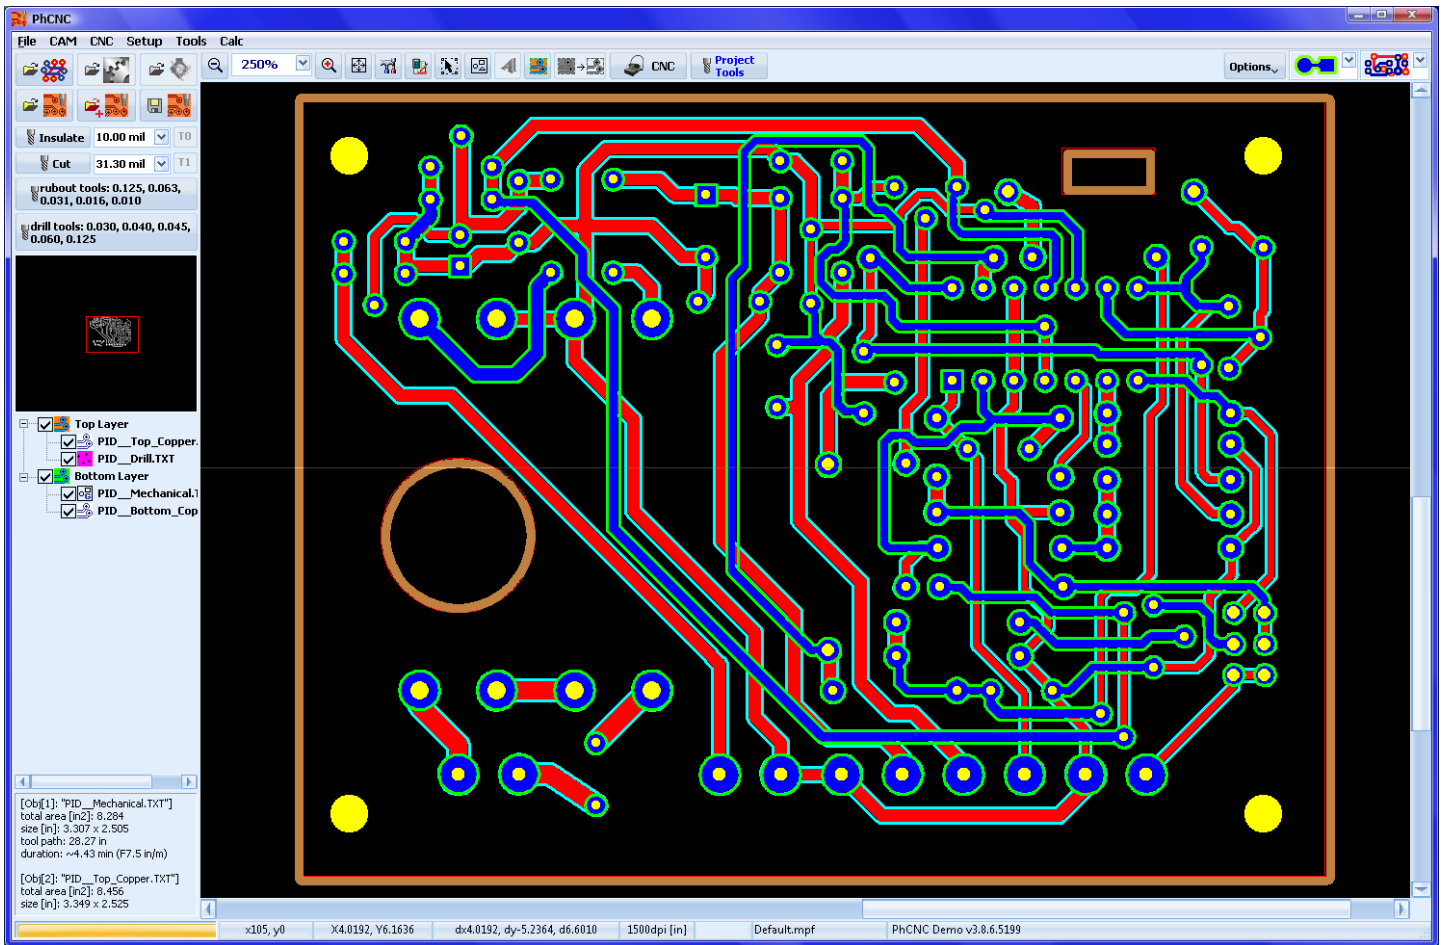 PhCNC
File CAM CNC Setup Tools Calc
250% CNC Project Tools Options
Insulate 10.00 mil T0
Cut 31.30 mil T1
rubout tools: 0.125, 0.063,
0.031, 0.016, 0.010
drill tools: 0.030, 0.040, 0.045,
0.060, 0.125
Top Layer
PID__Top_Copper.
PID__Drill.TXT
Bottom Layer
PID__Mechanical.T
PID__Bottom_Cop
[Obj[1]: "PID__Mechanical.TXT"]
total area [in2]: 8.284
size [in]: 3.307 x 2.505
tool path: 28.27 in
duration: ~4.43 min (F7.5 in/m)
[Obj[2]: "PID__Top_Copper.TXT"]
total area [in2]: 8.456
size [in]: 3.349 x 2.525
x105, y0 X4.0192, Y6.1636 dx4.0192, dy-5.2364, d6.6010 1500dpi [in] Default.mpf PhCNC Demo v3.8.6.5199